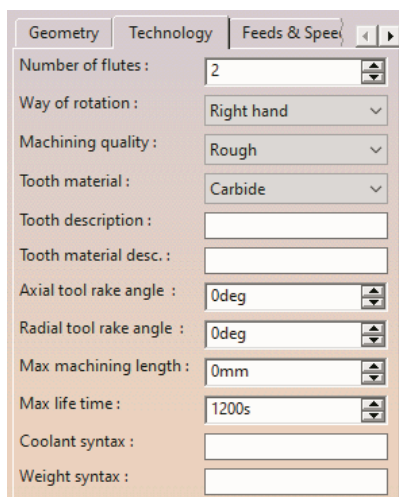 Geometry Technology Feeds & Spee
Number of flutes : 2
Way of rotation : Right hand
Machining quality : Rough
Tooth material : Carbide
Tooth description :
Tooth material desc. :
Axial tool rake angle : 0deg
Radial tool rake angle : 0deg
Max machining length : 0mm
Max life time : 1200s
Coolant syntax :
Weight syntax :